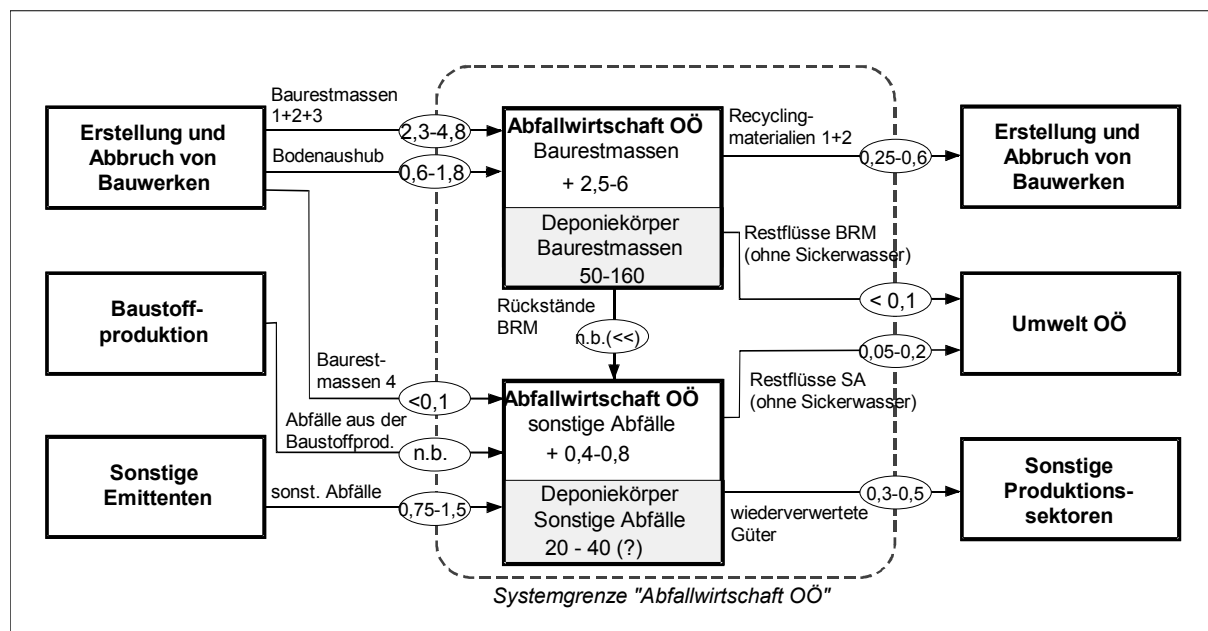 Erstellung und
Abbruch von
Bauwerken
Baustoff-
produktion
Sonstige
Emittenten
Baurestmassen
1+2+3
2,3-4,8
Bodenaushub
0,6-1,8
Baurest-
massen 4
<0,1
Abfälle aus der
Baustoffprod.
n.b.
sonst. Abfälle
0,75-1,5
Abfallwirtschaft OÖ
Baurestmassen
+ 2,5-6
Deponiekörper
Baurestmassen
50-160
Rückstände
BRM
n.b.(<<)
Abfallwirtschaft OÖ
sonstige Abfälle
+ 0,4-0,8
Deponiekörper
Sonstige Abfälle
20 - 40 (?)
Recycling-
materialien 1+2
0,25-0,6
Restflüsse BRM
(ohne Sickerwasser)
< 0,1
0,05-0,2
Restflüsse SA
(ohne Sickerwasser)
0,3-0,5
wiederverwertete
Güter
Erstellung und
Abbruch von
Bauwerken
Umwelt OÖ
Sonstige
Produktions-
sektoren
Systemgrenze "Abfallwirtschaft OÖ"